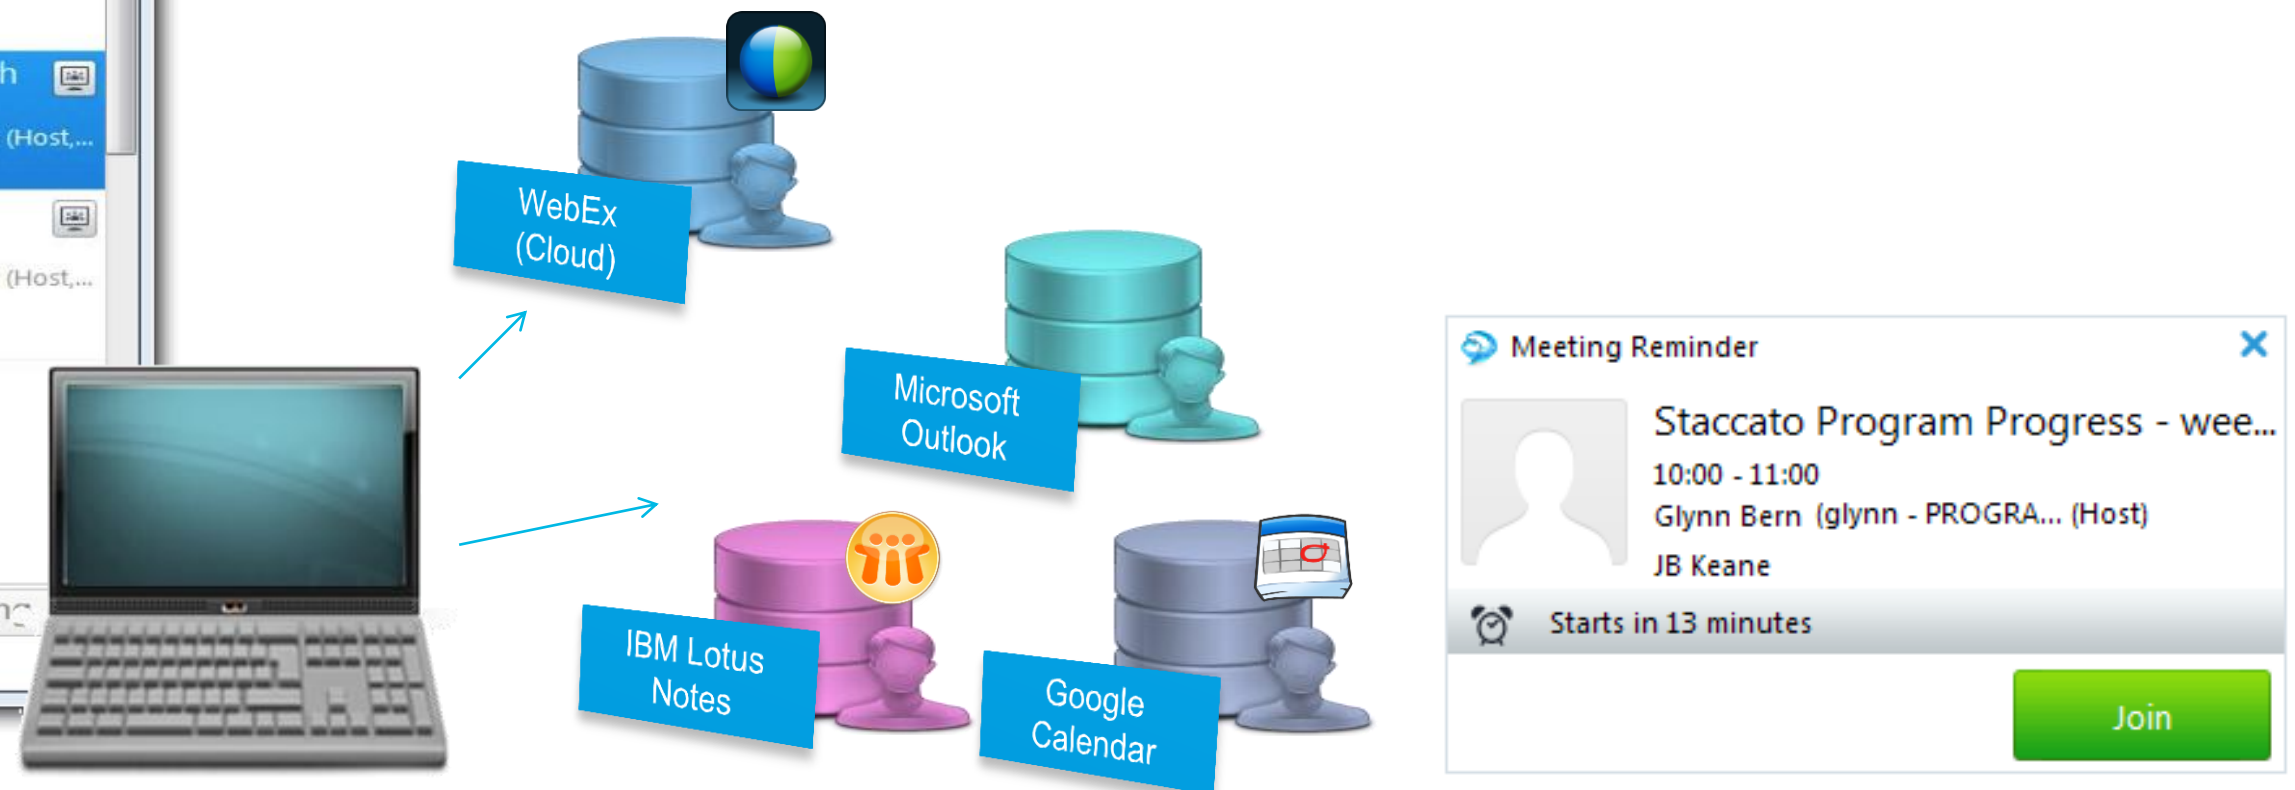 h
(Host,...
(Host,...
WebEx
(Cloud)
Microsoft
Outlook
IBM Lotus
Notes
Google
Calendar
Meeting Reminder
Staccato Program Progress - wee...
10:00 - 11:00
Glynn Bern (glynn - PROGRA... (Host)
JB Keane
Starts in 13 minutes
Join